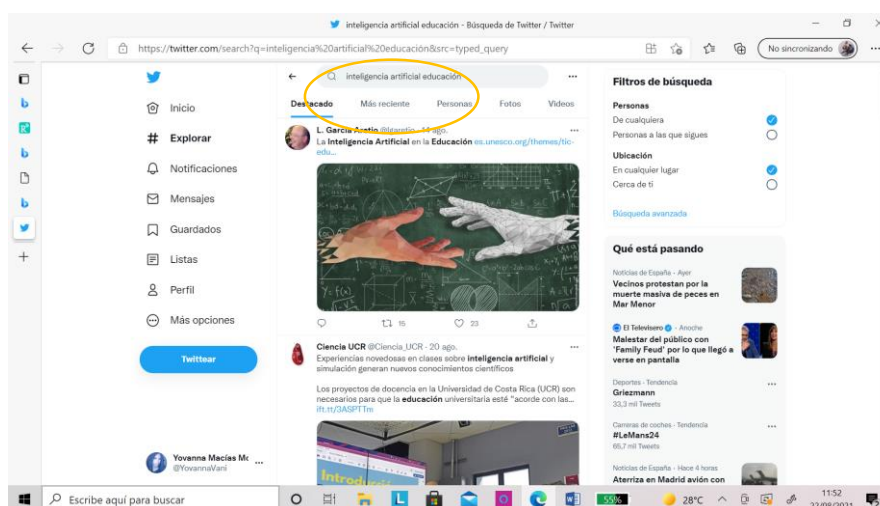 inteligencia artificial educación - Búsqueda de Twitter / Twitter
https://twitter.com/search?q=inteligencia%20artificial%20educación&src=typed_query
No sincronizando
Inicio
Explorar
Notificaciones
Mensajes
Guardados
Listas
Perfil
Más opciones
Twittear
Yovanna Macías Mc ...
@YovannaVani
inteligencia artificial educación
Destacado Más reciente Personas Fotos Videos
L. García Aretio @lgaretio · 14 ago.
La Inteligencia Artificial en la Educación es.unesco.org/themes/tic-
edu...
15 23
Ciencia UCR @Ciencia_UCR · 20 ago.
Experiencias novedosas en clases sobre inteligencia artificial y
simulación generan nuevos conocimientos científicos
Los proyectos de docencia en la Universidad de Costa Rica (UCR) son
necesarios para que la educación universitaria esté "acorde con las...
ift.tt/3ASPTTm
Introducció
Filtros de búsqueda
Personas
De cualquiera
Personas a las que sigues
Ubicación
En cualquier lugar
Cerca de ti
Búsqueda avanzada
Qué está pasando
Noticias de España · Ayer
Vecinos protestan por la
muerte masiva de peces en
Mar Menor
El Televisero · Anoche
Malestar del público con
'Family Feud' por lo que llegó a
verse en pantalla
Deportes · Tendencia
Griezmann
33,3 mil Tweets
Carreras de coches · Tendencia
#LeMans24
65,7 mil Tweets
Noticias de España · Hace 4 horas
Aterriza en Madrid avión con
Escribe aquí para buscar
55%
28°C
11:52
22/08/2021